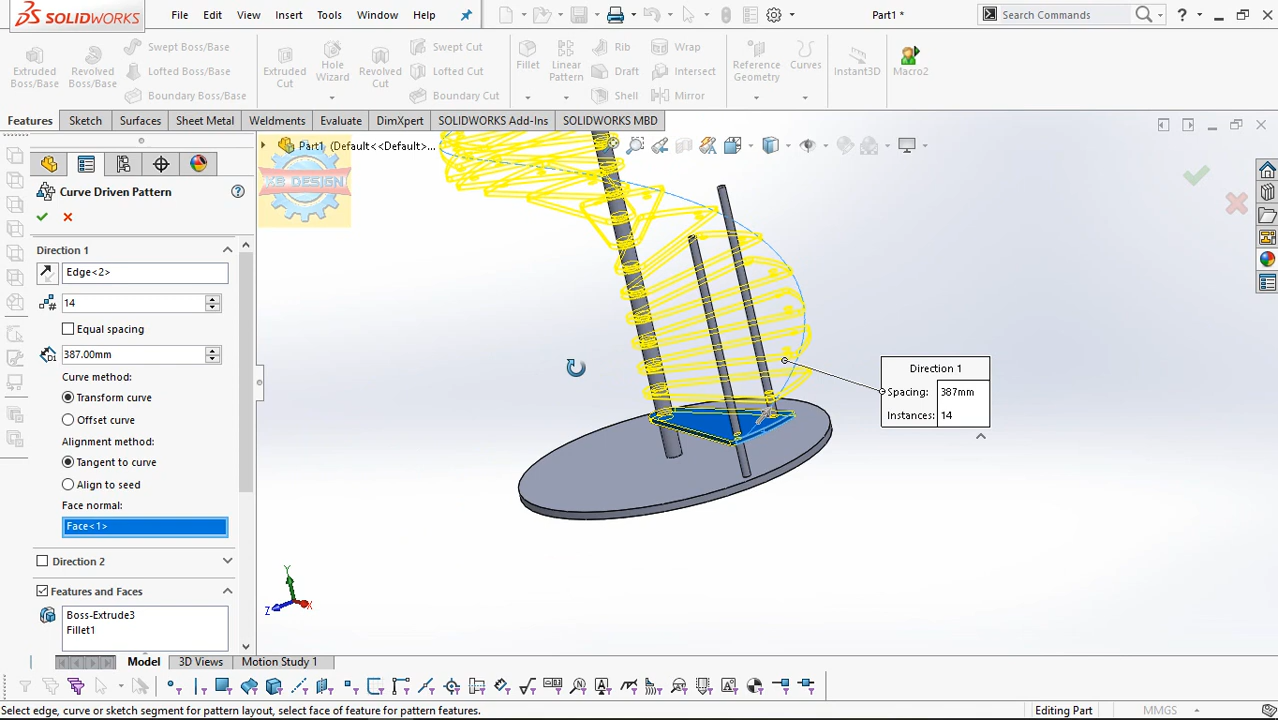 SOLIDWORKS File Edit View Insert Tools Window Help Part1 * Search Commands ?
Extruded Boss/Base
Revolved Boss/Base
Swept Boss/Base
Lofted Boss/Base
Boundary Boss/Base
Extruded Cut
Hole Wizard
Revolved Cut
Swept Cut
Lofted Cut
Boundary Cut
Fillet
Linear Pattern
Rib
Draft
Shell
Wrap
Intersect
Mirror
Reference Geometry
Curves
Instant3D
Macro2
Features Sketch Surfaces Sheet Metal Weldments Evaluate DimXpert SOLIDWORKS Add-Ins SOLIDWORKS MBD
Part1 (Default<<Default>...
DESIGN
Curve Driven Pattern
Direction 1
Edge<2>
14
Equal spacing
387.00mm
Curve method:
Transform curve
Offset curve
Alignment method:
Tangent to curve
Align to seed
Face normal:
Face<1>
Direction 2
Features and Faces
Boss-Extrude3
Fillet1
Direction 1
Spacing: 387mm
Instances: 14
Y
Z
X
Model 3D Views Motion Study 1
Select edge, curve or sketch segment for pattern layout, select face of feature for pattern features. Editing Part MMGS